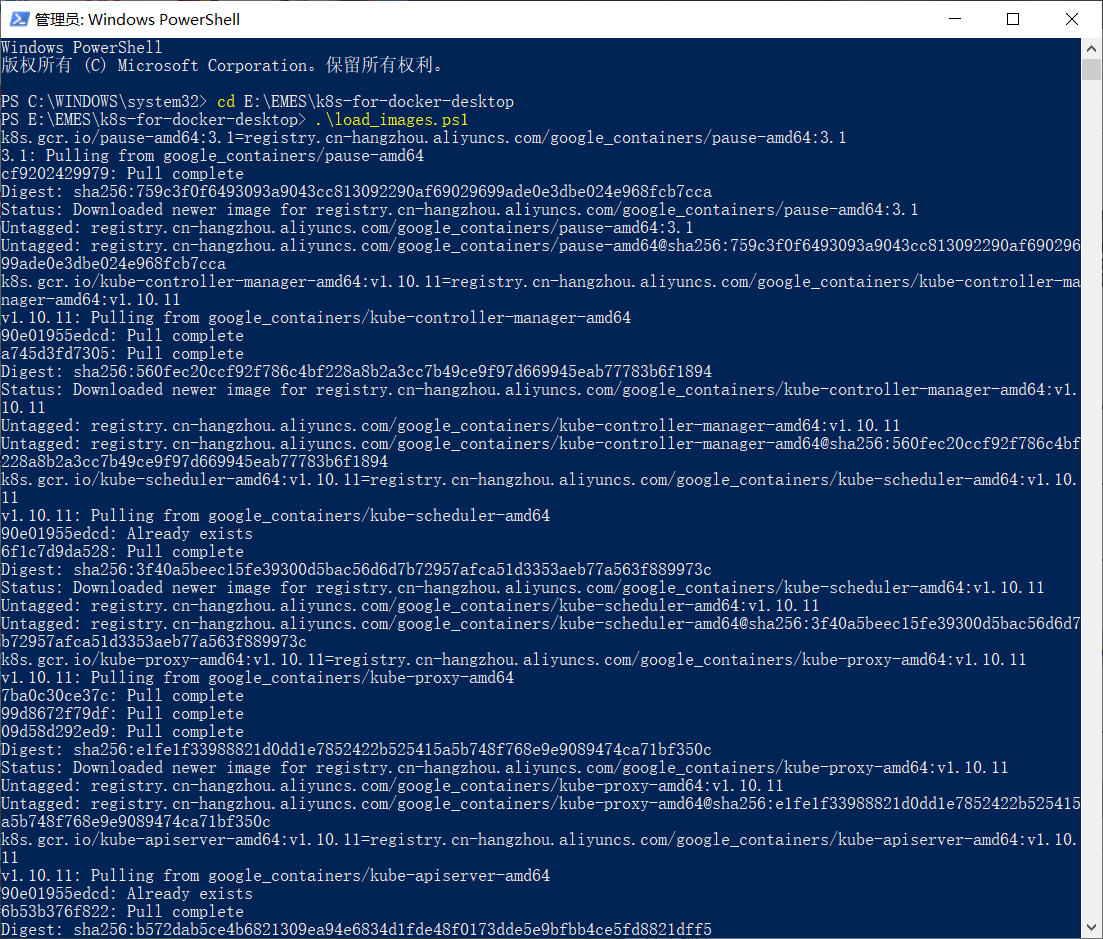 管理员: Windows PowerShell
Windows PowerShell
版权所有 (C) Microsoft Corporation。保留所有权利。
PS C:\WINDOWS\system32> cd E:\EMES\k8s-for-docker-desktop
PS E:\EMES\k8s-for-docker-desktop> .\load_images.ps1
k8s.gcr.io/pause-amd64:3.1=registry.cn-hangzhou.aliyuncs.com/google_containers/pause-amd64:3.1
3.1: Pulling from google_containers/pause-amd64
cf9202429979: Pull complete
Digest: sha256:759c3f0f6493093a9043cc813092290af69029699ade0e3dbe024e968fcb7cca
Status: Downloaded newer image for registry.cn-hangzhou.aliyuncs.com/google_containers/pause-amd64:3.1
Untagged: registry.cn-hangzhou.aliyuncs.com/google_containers/pause-amd64:3.1
Untagged: registry.cn-hangzhou.aliyuncs.com/google_containers/pause-amd64@sha256:759c3f0f6493093a9043cc813092290af690296
99ade0e3dbe024e968fcb7cca
k8s.gcr.io/kube-controller-manager-amd64:v1.10.11=registry.cn-hangzhou.aliyuncs.com/google_containers/kube-controller-ma
nager-amd64:v1.10.11
v1.10.11: Pulling from google_containers/kube-controller-manager-amd64
90e01955edcd: Pull complete
a745d3fd7305: Pull complete
Digest: sha256:560fec20ccf92f786c4bf228a8b2a3cc7b49ce9f97d669945eab77783b6f1894
Status: Downloaded newer image for registry.cn-hangzhou.aliyuncs.com/google_containers/kube-controller-manager-amd64:v1.
10.11
Untagged: registry.cn-hangzhou.aliyuncs.com/google_containers/kube-controller-manager-amd64:v1.10.11
Untagged: registry.cn-hangzhou.aliyuncs.com/google_containers/kube-controller-manager-amd64@sha256:560fec20ccf92f786c4bf
228a8b2a3cc7b49ce9f97d669945eab77783b6f1894
k8s.gcr.io/kube-scheduler-amd64:v1.10.11=registry.cn-hangzhou.aliyuncs.com/google_containers/kube-scheduler-amd64:v1.10.
11
v1.10.11: Pulling from google_containers/kube-scheduler-amd64
90e01955edcd: Already exists
6f1c7d9da528: Pull complete
Digest: sha256:3f40a5beec15fe39300d5bac56d6d7b72957afca51d3353aeb77a563f889973c
Status: Downloaded newer image for registry.cn-hangzhou.aliyuncs.com/google_containers/kube-scheduler-amd64:v1.10.11
Untagged: registry.cn-hangzhou.aliyuncs.com/google_containers/kube-scheduler-amd64:v1.10.11
Untagged: registry.cn-hangzhou.aliyuncs.com/google_containers/kube-scheduler-amd64@sha256:3f40a5beec15fe39300d5bac56d6d7
b72957afca51d3353aeb77a563f889973c
k8s.gcr.io/kube-proxy-amd64:v1.10.11=registry.cn-hangzhou.aliyuncs.com/google_containers/kube-proxy-amd64:v1.10.11
v1.10.11: Pulling from google_containers/kube-proxy-amd64
7ba0c30ce37c: Pull complete
99d8672f79df: Pull complete
09d58d292ed9: Pull complete
Digest: sha256:e1fe1f33988821d0dd1e7852422b525415a5b748f768e9e9089474ca71bf350c
Status: Downloaded newer image for registry.cn-hangzhou.aliyuncs.com/google_containers/kube-proxy-amd64:v1.10.11
Untagged: registry.cn-hangzhou.aliyuncs.com/google_containers/kube-proxy-amd64:v1.10.11
Untagged: registry.cn-hangzhou.aliyuncs.com/google_containers/kube-proxy-amd64@sha256:e1fe1f33988821d0dd1e7852422b525415
a5b748f768e9e9089474ca71bf350c
k8s.gcr.io/kube-apiserver-amd64:v1.10.11=registry.cn-hangzhou.aliyuncs.com/google_containers/kube-apiserver-amd64:v1.10.
11
v1.10.11: Pulling from google_containers/kube-apiserver-amd64
90e01955edcd: Already exists
6b53b376f822: Pull complete
Digest: sha256:b572dab5ce4b6821309ea94e6834d1fde48f0173dde5e9bfbb4ce5fd8821dff5